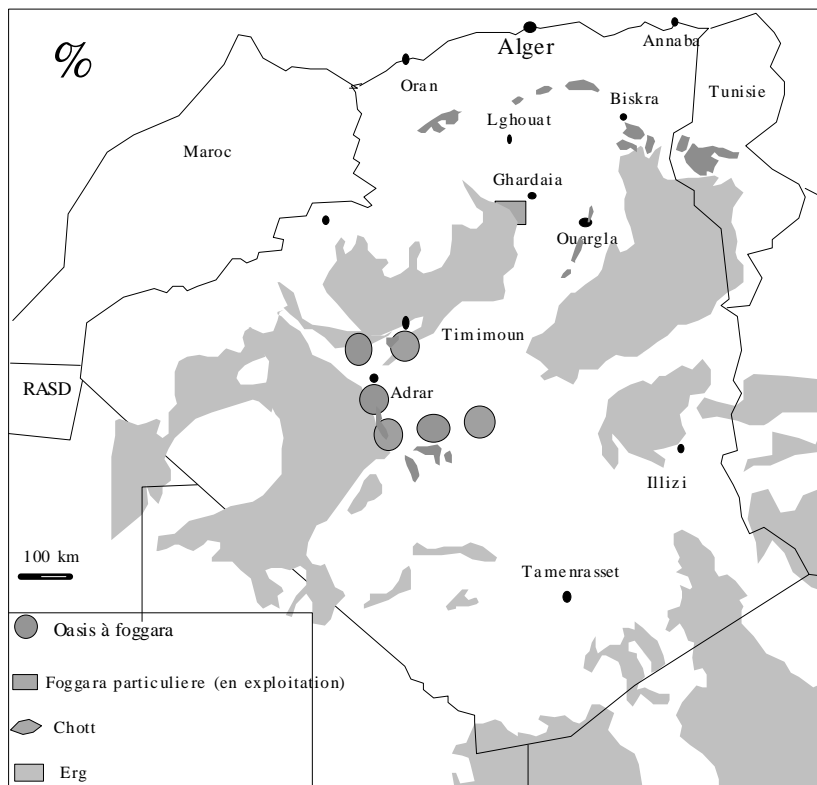 %
Alger
Annaba
Oran
Biskra
Tunisie
Lghouat
Maroc
Ghardaia
Ouargla
Timimoun
RASD
Adrar
Illizi
100 km
Tamenrasset
Oasis à foggara
Foggara particuliere (en exploitation)
Chott
Erg